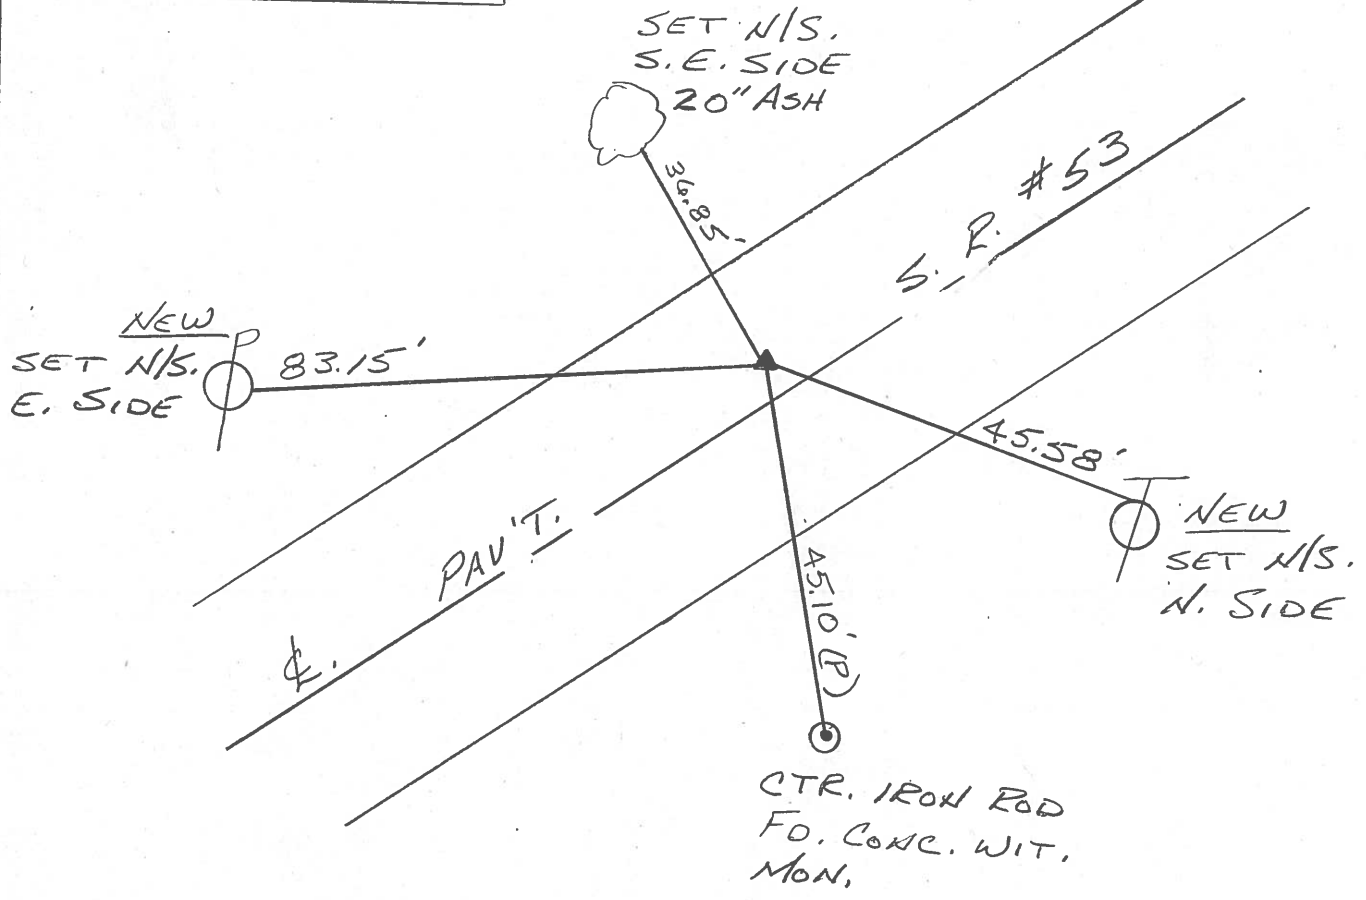 SET N/S.
S.E. SIDE
20" ASH
36.85'
S. R. #53
NEW
SET N/S.
E. SIDE
P
83.15'
45.58'
T
NEW
SET N/S.
N. SIDE
PAV'T.
45.10' (P)
℄.
CTR. IRON ROD
FD. CONC. WIT.
MON.